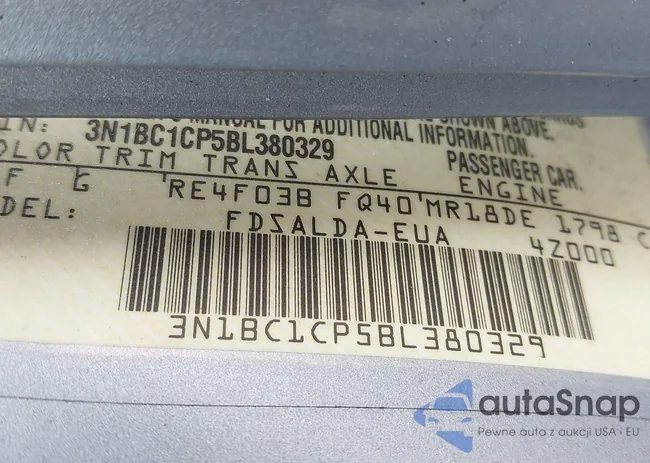 MANUAL FOR ADDITIONAL INFORMATION.
SHOWN ABOVE.
IN: 3N1BC1CP5BL380329 PASSENGER CAR.
OLOR TRIM TRANS AXLE ENGINE
F G RE4F03B FQ40 MR18DE 1798 C
DEL: FDSALDA-EUA 4Z000
3N1BC1CP5BL380329
autoSnap
Pewne auta z aukcji USA i EU